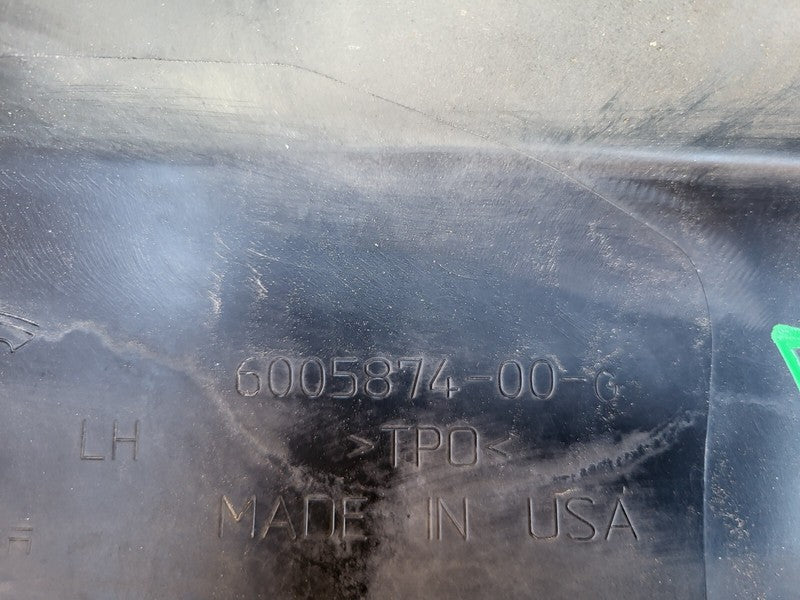 6005874-00-G
LH >TPO<
MADE IN USA